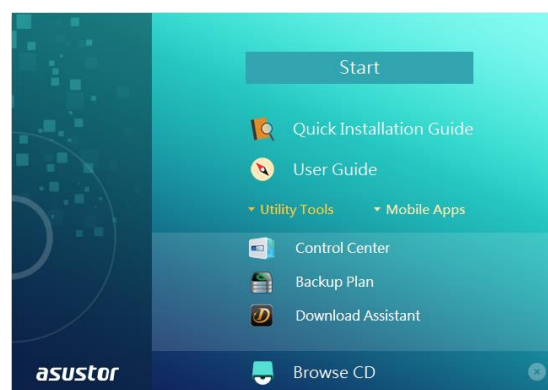 Start
Quick Installation Guide
User Guide
Utility Tools Mobile Apps
Control Center
Backup Plan
Download Assistant
asustor Browse CD